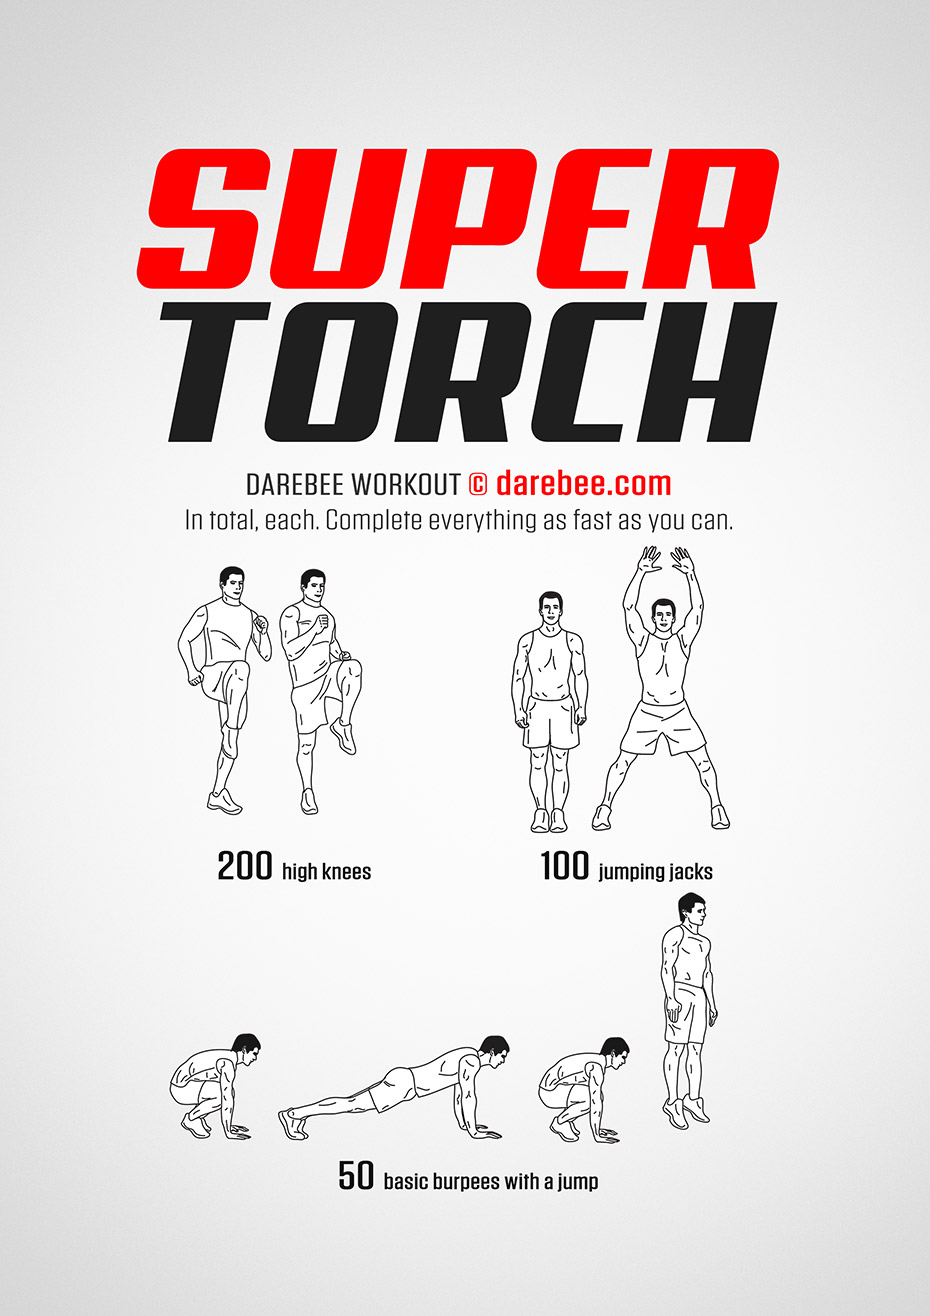 SUPER
TORCH
DAREBEE WORKOUT © darebee.com
In total, each. Complete everything as fast as you can.
200 high knees
100 jumping jacks
50 basic burpees with a jump